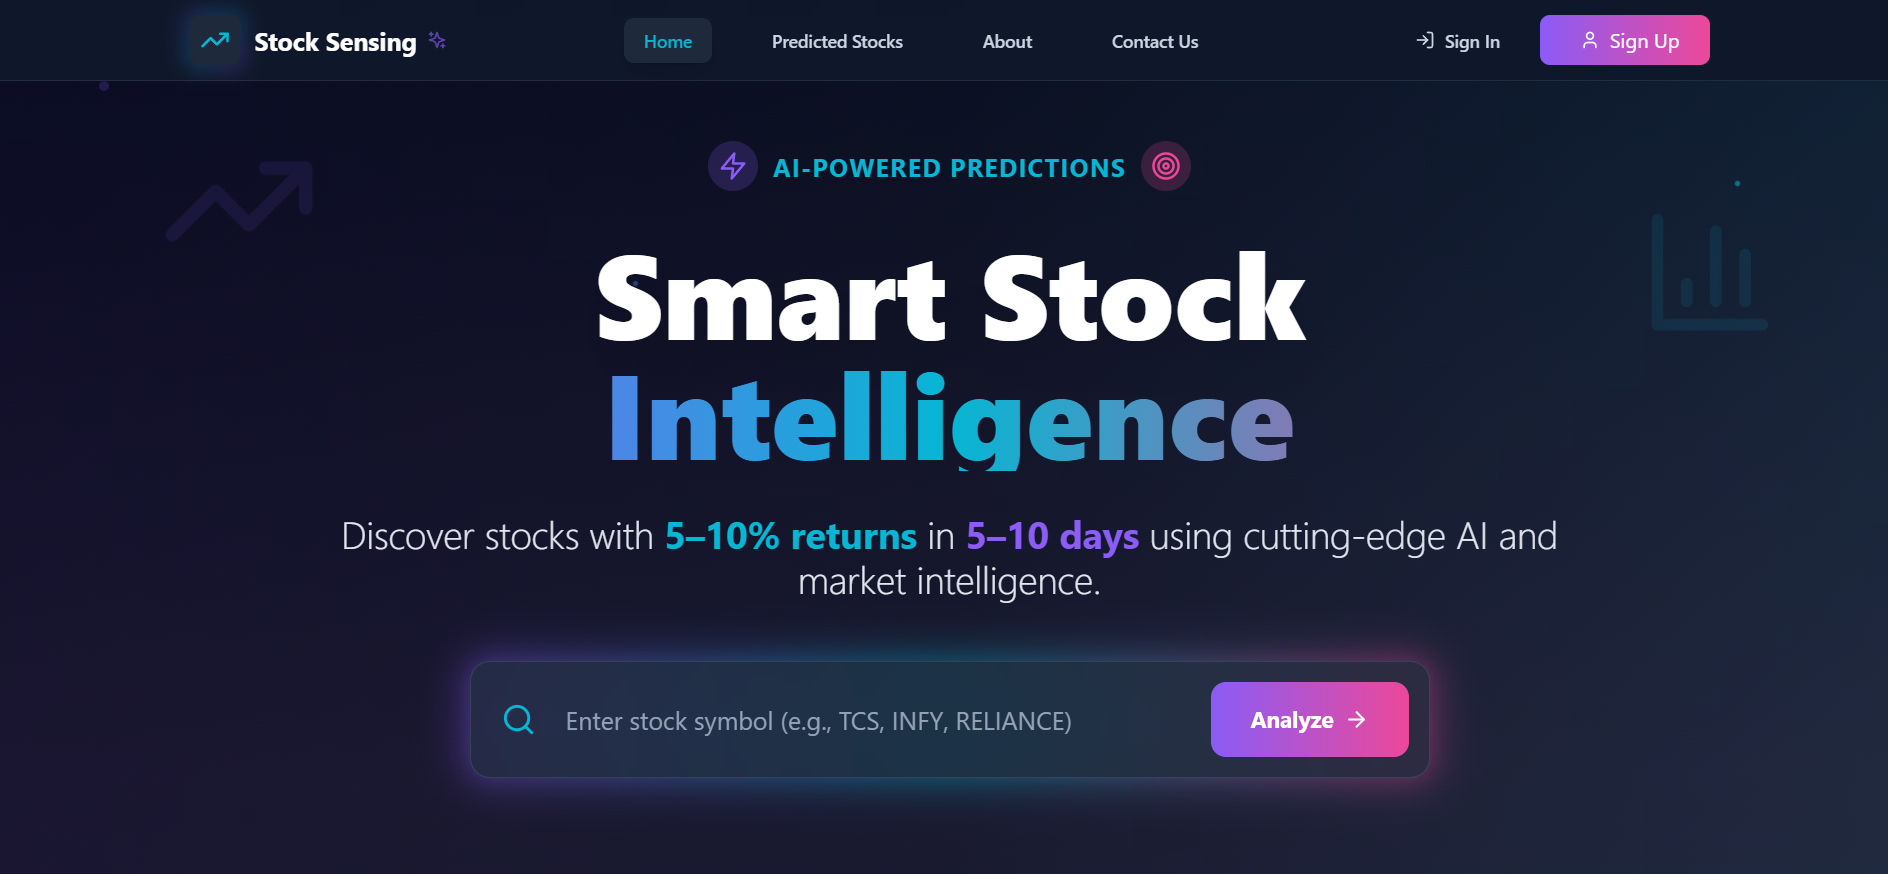 Stock Sensing
Home
Predicted Stocks
About
Contact Us
Sign In
Sign Up
AI-POWERED PREDICTIONS
Smart Stock
Intelligence
Discover stocks with 5–10% returns in 5–10 days using cutting-edge AI and
market intelligence.
Enter stock symbol (e.g., TCS, INFY, RELIANCE)
Analyze